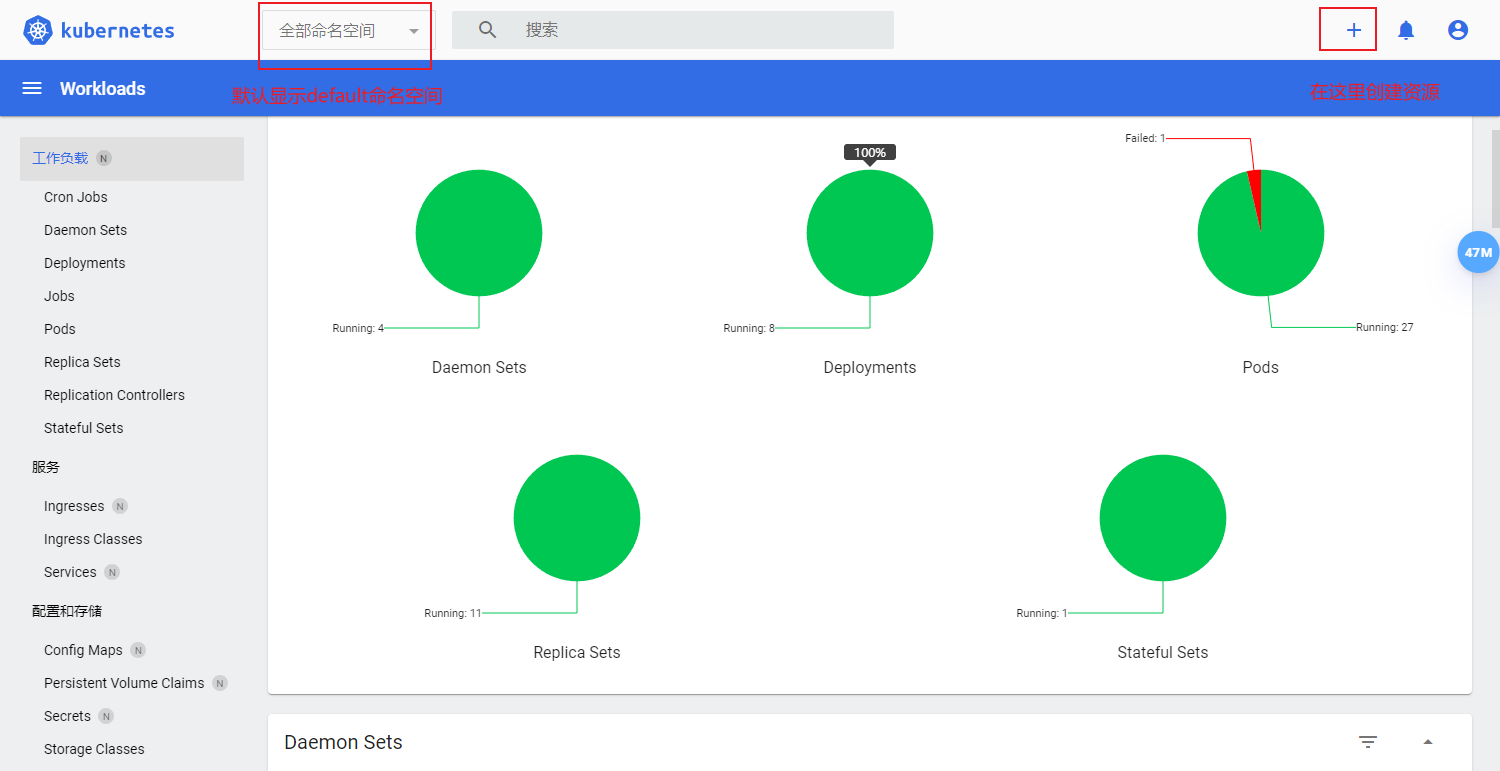 kubernetes
全部命名空间
搜索
Workloads
默认显示default命名空间
在这里创建资源
工作负载 N
Cron Jobs
Daemon Sets
Deployments
Jobs
Pods
Replica Sets
Replication Controllers
Stateful Sets
服务
Ingresses N
Ingress Classes
Services N
配置和存储
Config Maps N
Persistent Volume Claims N
Secrets N
Storage Classes
Running: 4
Daemon Sets
100%
Running: 8
Deployments
Failed: 1
Running: 27
Pods
47M
Running: 11
Replica Sets
Running: 1
Stateful Sets
Daemon Sets